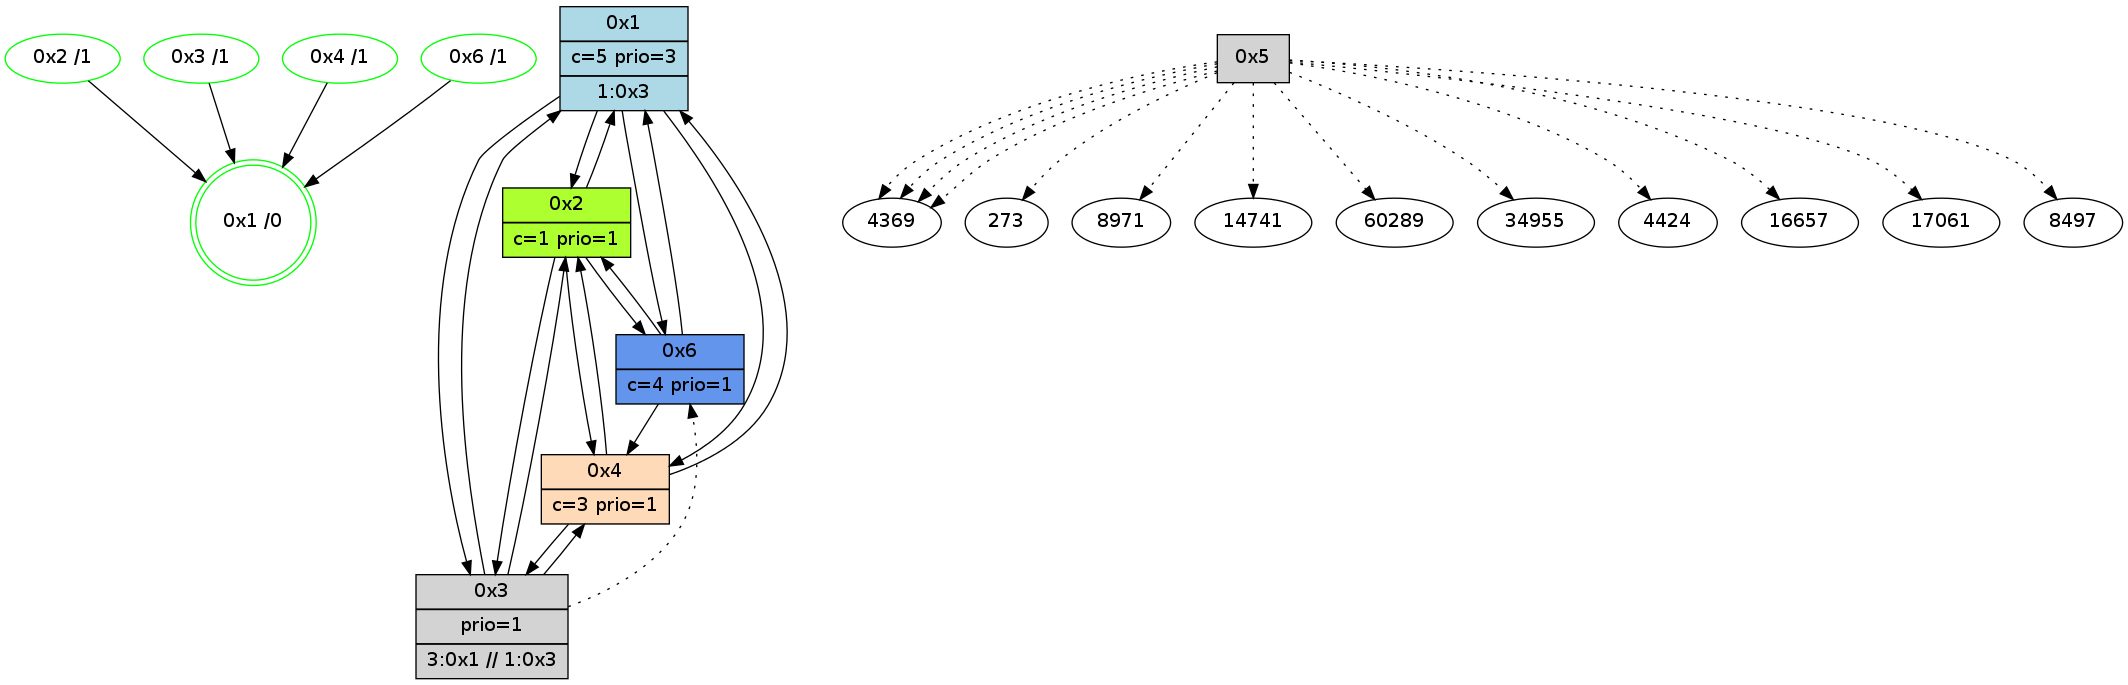 0x2 /1
0x3 /1
0x4 /1
0x6 /1
0x1 /0
0x1
c=5 prio=3
1:0x3
0x2
c=1 prio=1
0x6
c=4 prio=1
0x4
c=3 prio=1
0x3
prio=1
3:0x1 // 1:0x3
0x5
4369
273
8971
14741
60289
34955
4424
16657
17061
8497